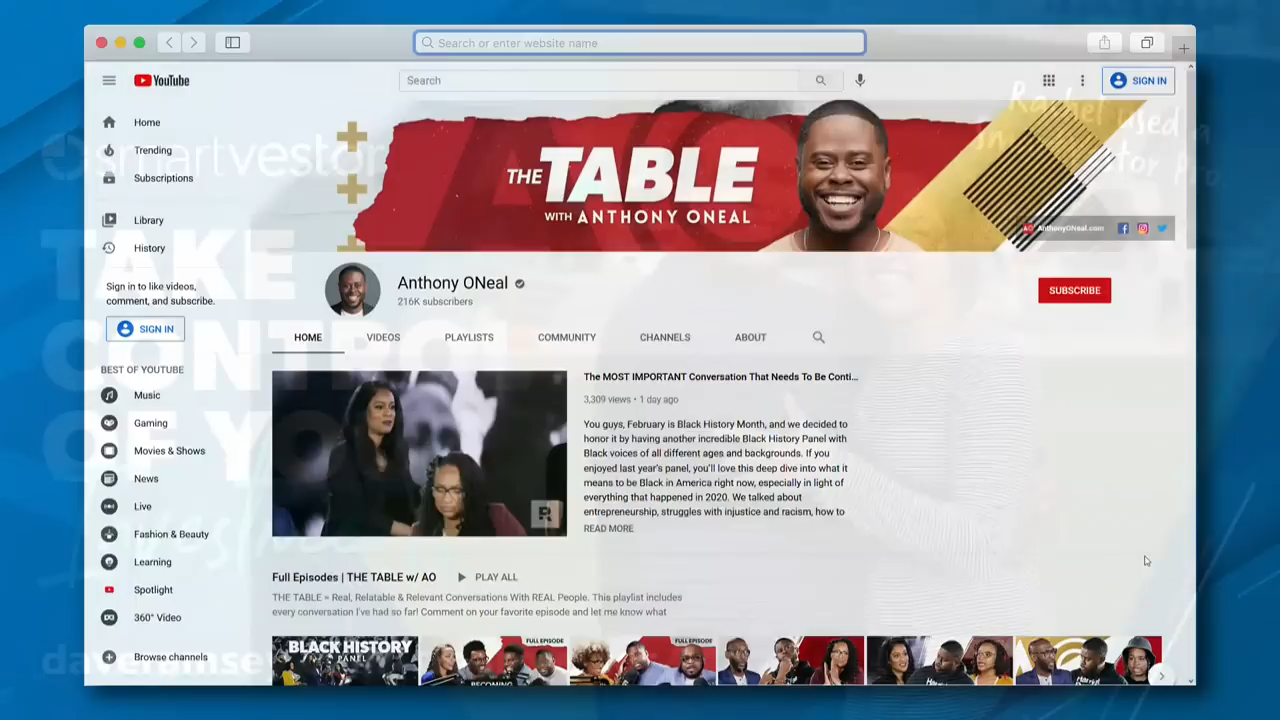 Search or enter website name
YouTube
Search
SIGN IN
Home
Trending
Subscriptions
Library
History
Sign in to like videos,
comment, and subscribe.
SIGN IN
BEST OF YOUTUBE
Music
Gaming
Movies & Shows
News
Live
Fashion & Beauty
Learning
Spotlight
360° Video
Browse channels
THE TABLE
WITH ANTHONY ONEAL
AnthonyONeal.com
Anthony ONeal
216K subscribers
SUBSCRIBE
HOME VIDEOS PLAYLISTS COMMUNITY CHANNELS ABOUT
The MOST IMPORTANT Conversation That Needs To Be Conti...
3,309 views • 1 day ago
You guys, February is Black History Month, and we decided to
honor it by having another incredible Black History Panel with
Black voices of all different ages and backgrounds. If you
enjoyed last year's panel, you'll love this deep dive into what it
means to be Black in America right now, especially in light of
everything that happened in 2020. We talked about
entrepreneurship, struggles with injustice and racism, how to
READ MORE
Full Episodes | THE TABLE w/ AO PLAY ALL
THE TABLE = Real, Relatable & Relevant Conversations With REAL People. This playlist includes
every conversation I've had so far! Comment on your favorite episode and let me know what
BLACK HISTORY
PANEL
FULL EPISODE
BECOMING
FULL EPISODE
smartvestor
TAKE
CONTROL
OF YO
Rachel used a